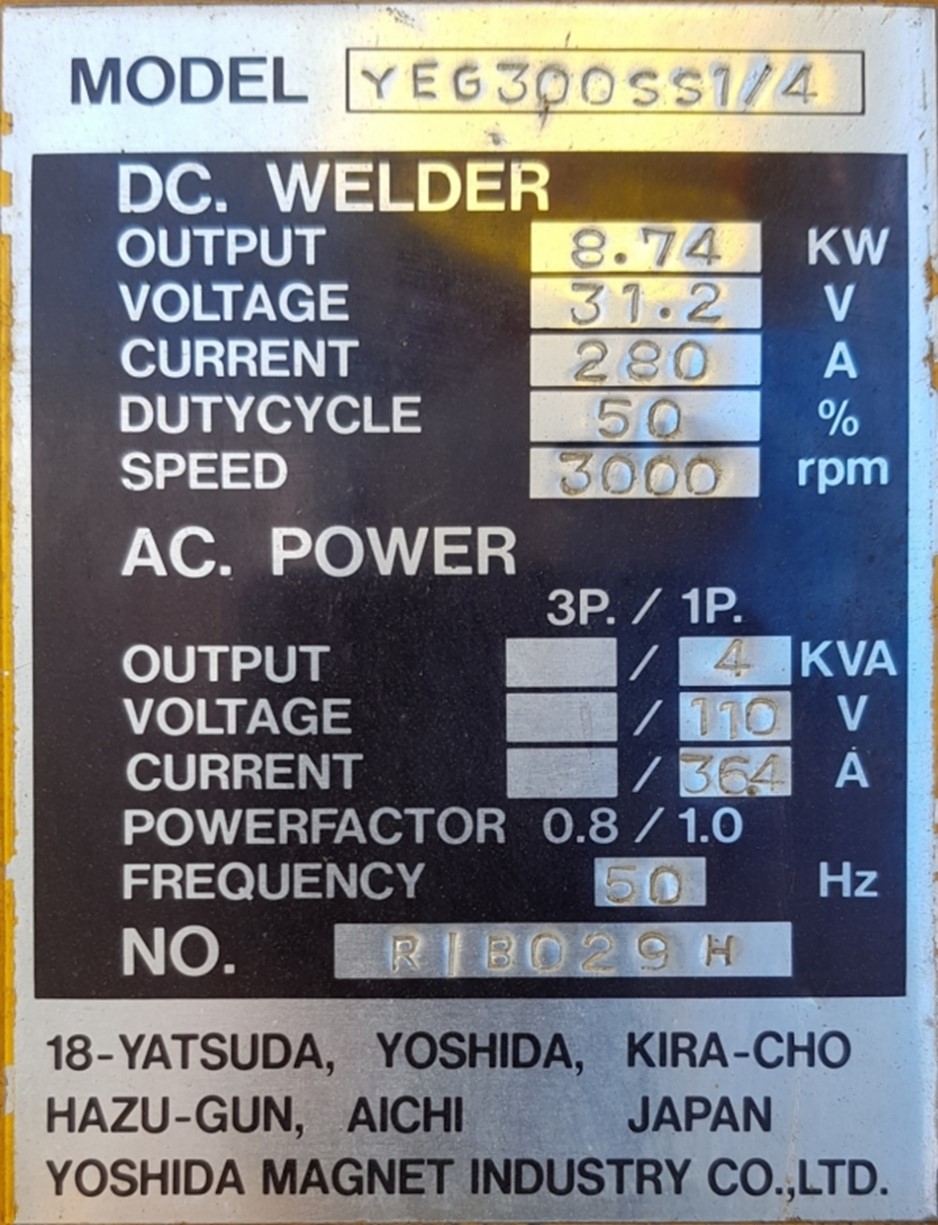 MODEL YEG300SS1/4
DC. WELDER
OUTPUT 8.74 KW
VOLTAGE 31.2 V
CURRENT 280 A
DUTYCYCLE 50 %
SPEED 3000 rpm
AC. POWER
3P. / 1P.
OUTPUT / 4 KVA
VOLTAGE / 110 V
CURRENT / 36.4 A
POWERFACTOR 0.8 / 1.0
FREQUENCY 50 Hz
NO. R1B029H
18-YATSUDA, YOSHIDA, KIRA-CHO
HAZU-GUN, AICHI JAPAN
YOSHIDA MAGNET INDUSTRY CO.,LTD.